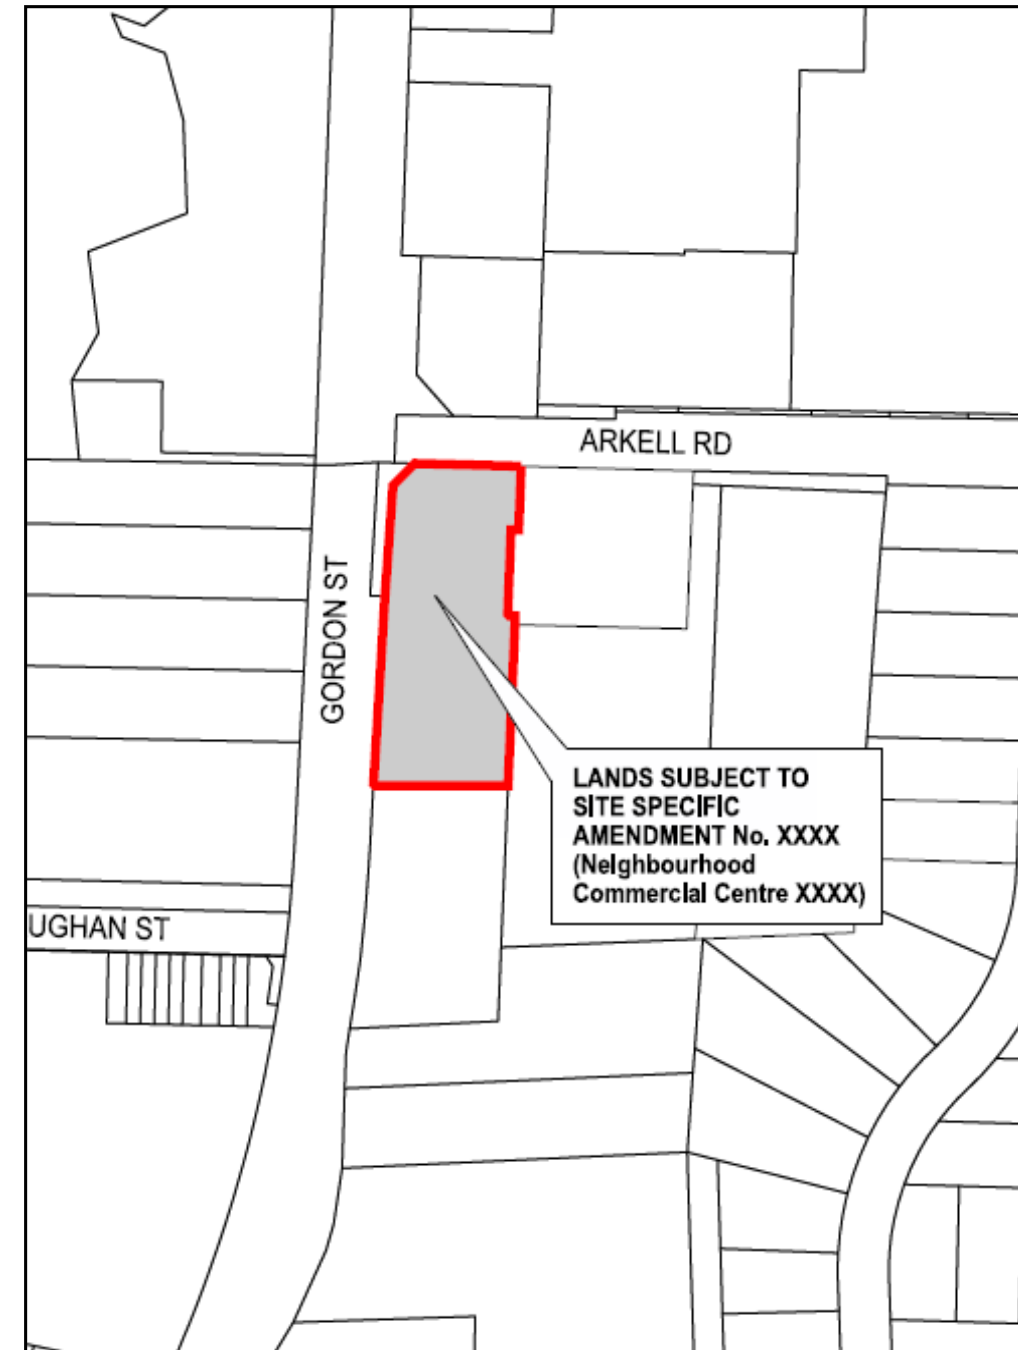 ARKELL RD
GORDON ST
LANDS SUBJECT TO
SITE SPECIFIC
AMENDMENT No. XXXX
(Neighbourhood
Commercial Centre XXXX)
UGHAN ST